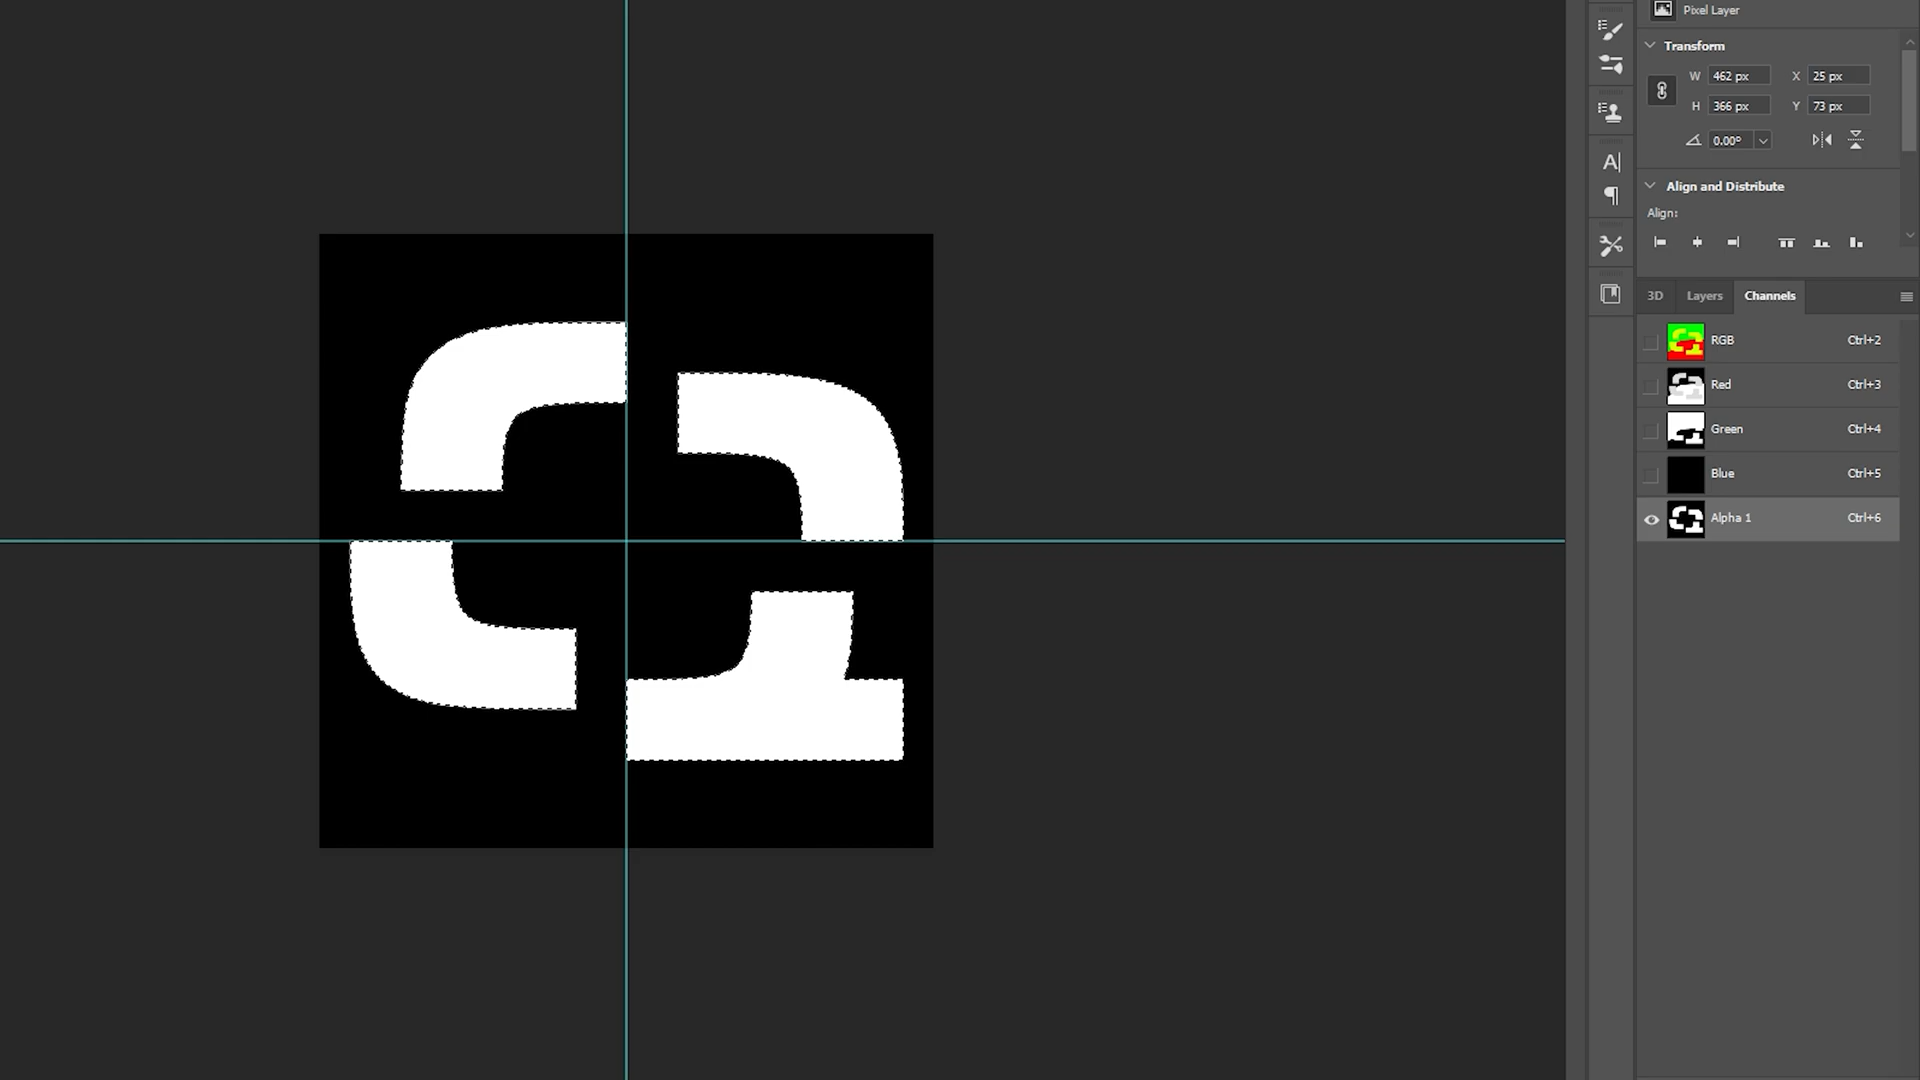 Pixel Layer
Transform
W 462 px X 25 px
H 366 px Y 73 px
0.00°
Align and Distribute
Align:
3D Layers Channels
RGB Ctrl+2
Red Ctrl+3
Green Ctrl+4
Blue Ctrl+5
Alpha 1 Ctrl+6